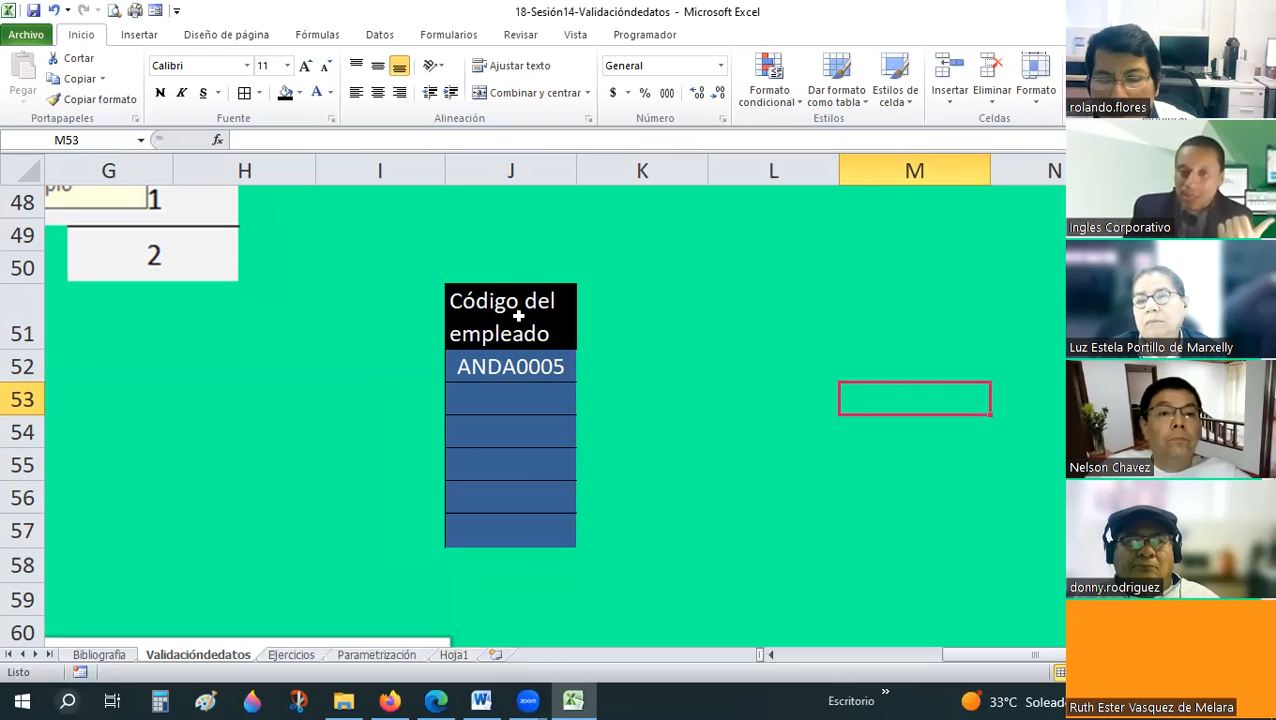 18-Sesión14-Validacióndedatos - Microsoft Excel
Archivo Inicio Insertar Diseño de página Fórmulas Datos Formularios Revisar Vista Programador
Pegar
Cortar
Copiar
Copiar formato
Portapapeles
Calibri 11
N K S
Fuente
Ajustar texto
Combinar y centrar
Alineación
General
$ % 000
Número
Formato condicional
Dar formato como tabla
Estilos de celda
Estilos
Insertar Eliminar Formato
Celdas
M53 fx
G H I J K L M N
48 1
49
50 2
51 Código del empleado
52 ANDA0005
53
54
55
56
57
58
59
60
Bibliografia Validacióndedatos Ejercicios Parametrización Hoja1
Listo
Escritorio » 33°C Solead
rolando.flores
Ingles Corporativo
Luz Estela Portillo de Marxelly
Nelson Chavez
donny.rodriguez
Ruth Ester Vasquez de Melara